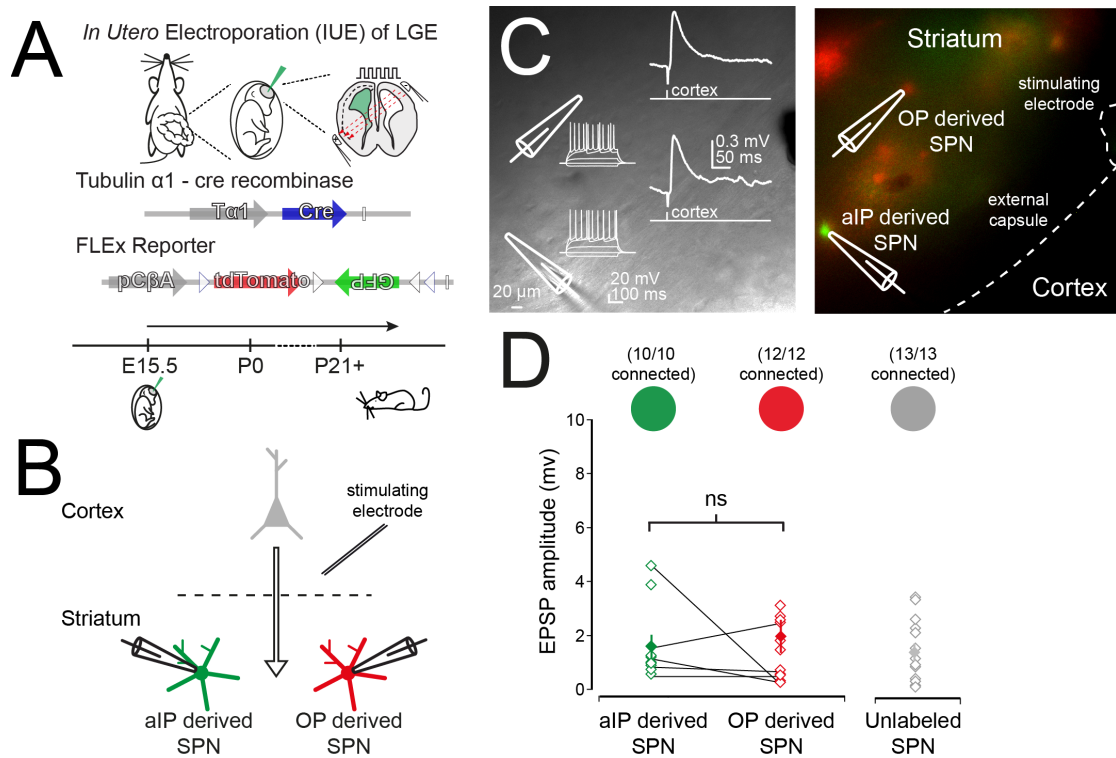 A
In Utero Electroporation (IUE) of LGE
Tubulin α1 - cre recombinase
Tα1
Cre
FLEx Reporter
pCβA
tdTomato
GFP
E15.5
P0
P21+
B
Cortex
stimulating
electrode
Striatum
aIP derived
SPN
OP derived
SPN
C
cortex
0.3 mV
50 ms
cortex
20 mV
100 ms
20 µm
Striatum
stimulating
electrode
OP derived
SPN
external
capsule
aIP derived
SPN
Cortex
D
(10/10
connected)
(12/12
connected)
(13/13
connected)
EPSP amplitude (mv)
10
8
6
4
2
0
ns
aIP derived
SPN
OP derived
SPN
Unlabeled
SPN